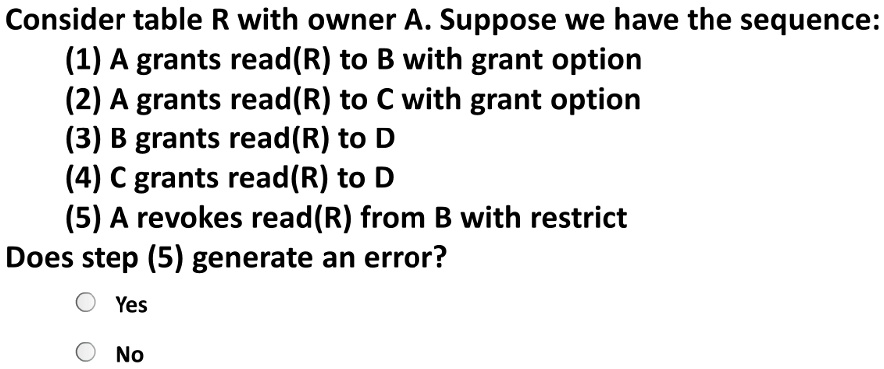 Consider table R with owner A. Suppose we have the sequence:
(1) A grants read(R) to B with grant option
(2) A grants read(R) to C with grant option
(3) B grants read(R) to D
(4) C grants read(R) to D
(5) A revokes read(R) from B with restrict
Does step (5) generate an error?
Yes
No